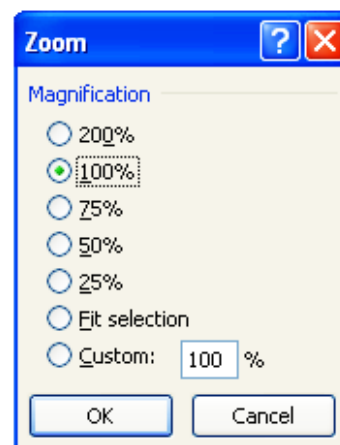 Zoom
Magnification
200%
100%
75%
50%
25%
Fit selection
Custom: 100 %
OK Cancel